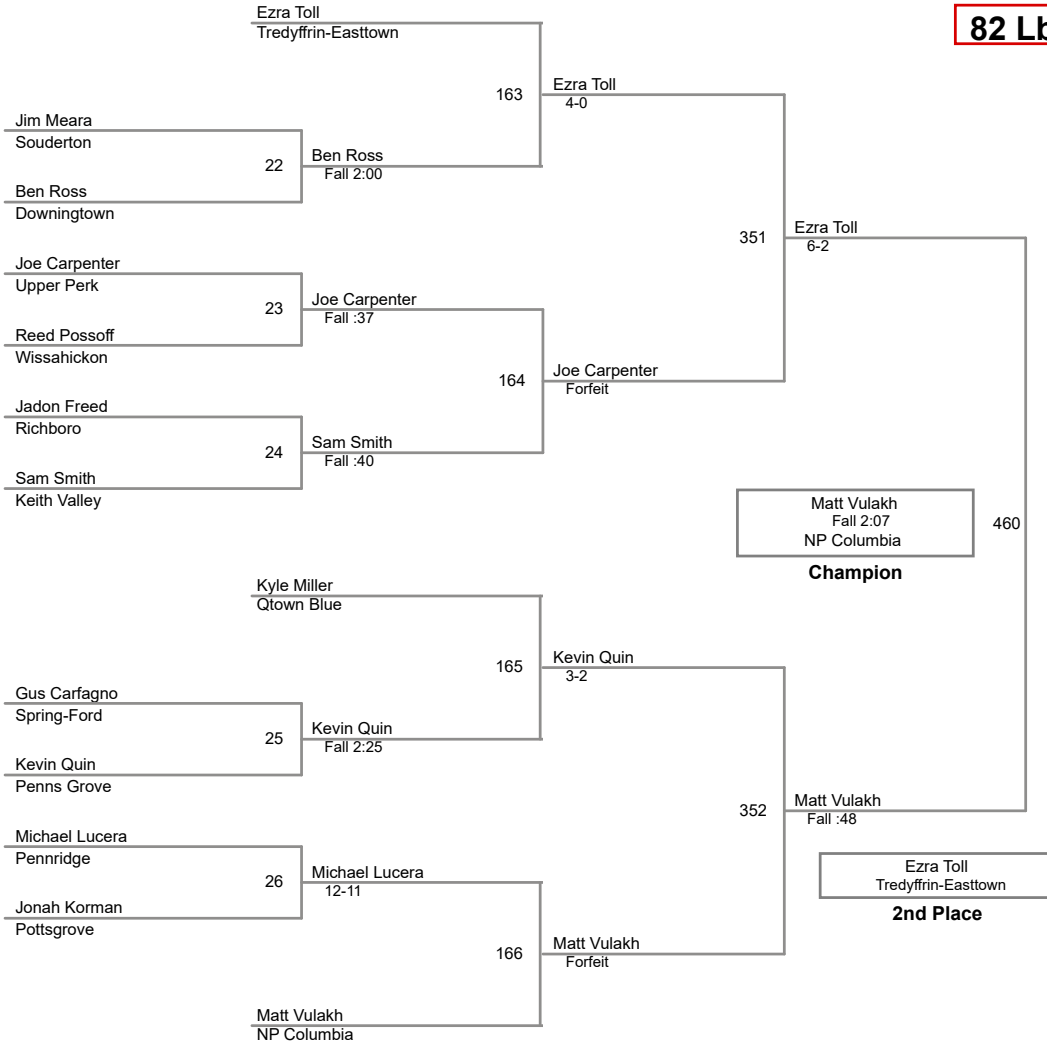 Ezra Toll
Tredyffrin-Easttown
82 Lb
163
Ezra Toll
4-0
Jim Meara
Souderton
22
Ben Ross
Fall 2:00
Ben Ross
Downingtown
351
Ezra Toll
6-2
Joe Carpenter
Upper Perk
23
Joe Carpenter
Fall :37
Reed Possoff
Wissahickon
164
Joe Carpenter
Forfeit
Jadon Freed
Richboro
24
Sam Smith
Fall :40
Sam Smith
Keith Valley
Matt Vulakh
Fall 2:07
NP Columbia
460
Champion
Kyle Miller
Qtown Blue
165
Kevin Quin
3-2
Gus Carfagno
Spring-Ford
25
Kevin Quin
Fall 2:25
Kevin Quin
Penns Grove
352
Matt Vulakh
Fall :48
Michael Lucera
Pennridge
26
Michael Lucera
12-11
Jonah Korman
Pottsgrove
Ezra Toll
Tredyffrin-Easttown
2nd Place
166
Matt Vulakh
Forfeit
Matt Vulakh
NP Columbia